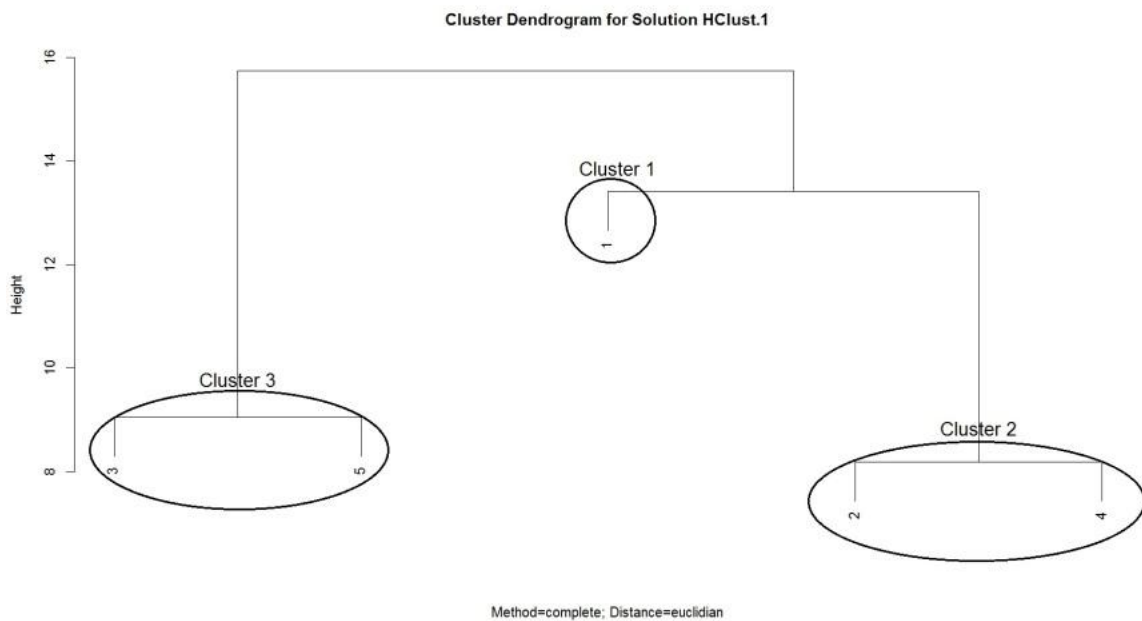 Cluster Dendrogram for Solution HClust.1
16
14
12
10
8
Height
Cluster 1
1
Cluster 3
3
5
Cluster 2
2
4
Method=complete; Distance=euclidian